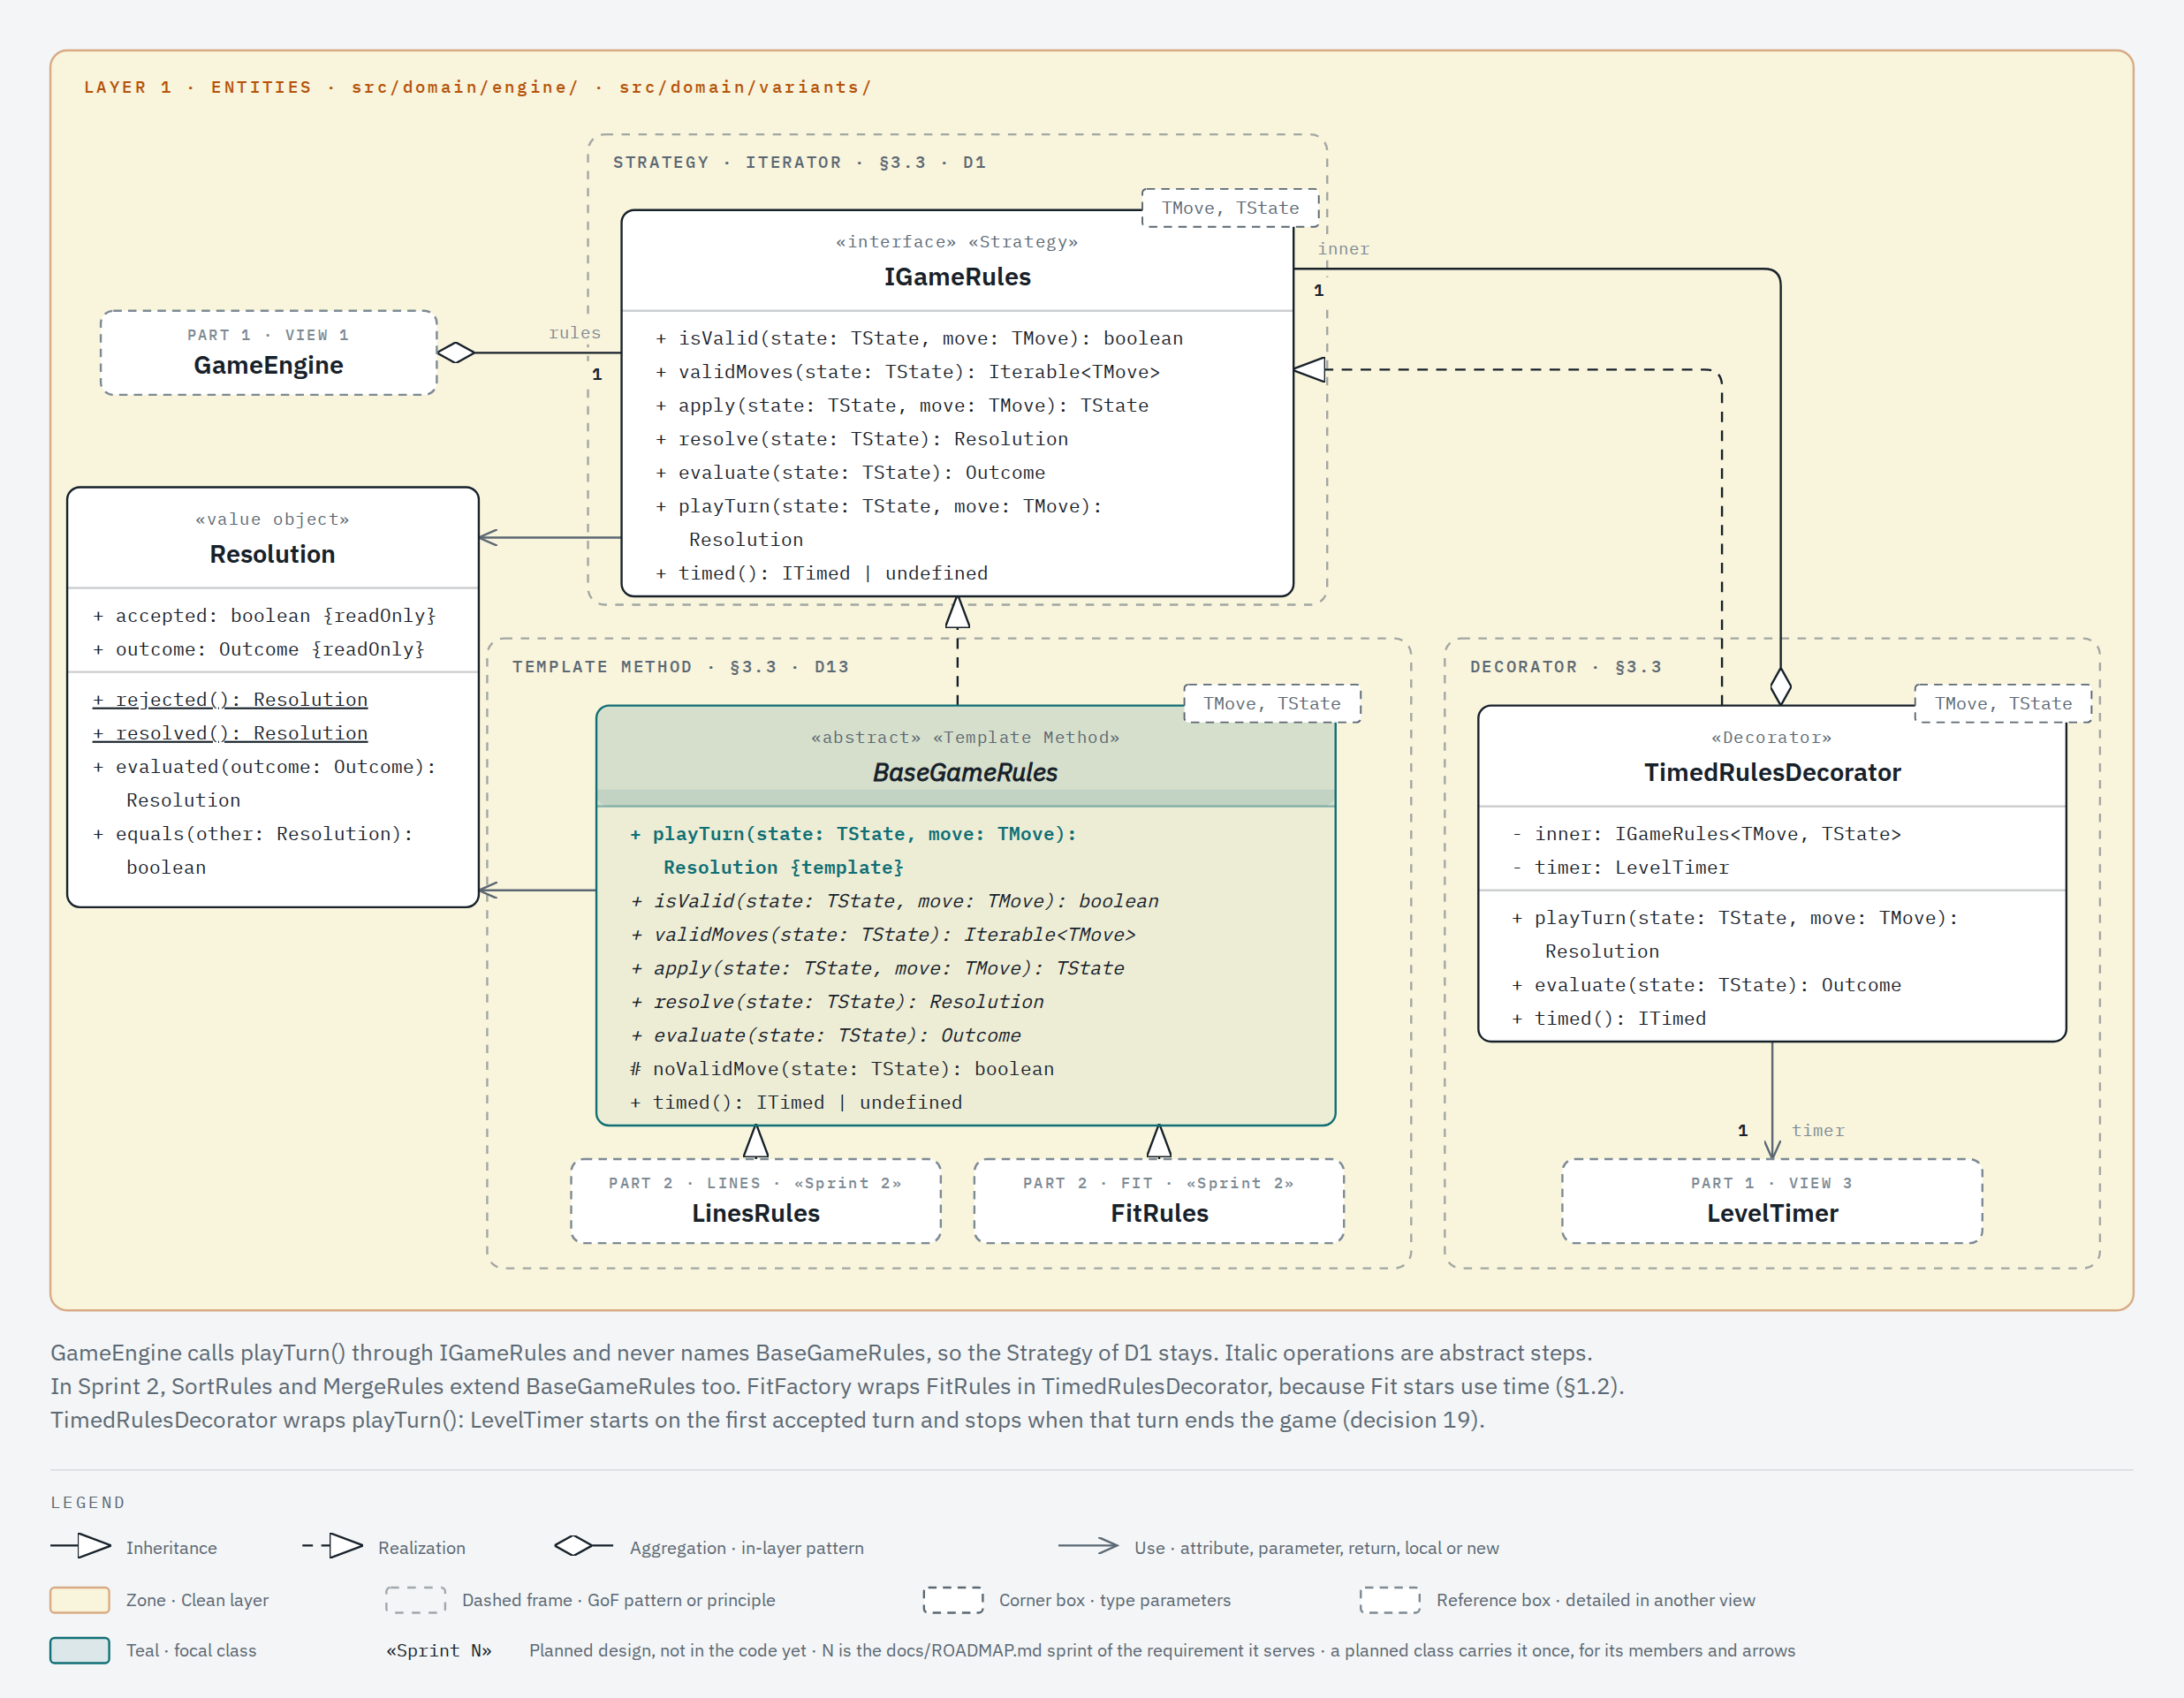 LAYER 1 · ENTITIES · src/domain/engine/ · src/domain/variants/
STRATEGY · ITERATOR · §3.3 · D1
TMove, TState
«interface» «Strategy»
IGameRules
+ isValid(state: TState, move: TMove): boolean
+ validMoves(state: TState): Iterable<TMove>
+ apply(state: TState, move: TMove): TState
+ resolve(state: TState): Resolution
+ evaluate(state: TState): Outcome
+ playTurn(state: TState, move: TMove):
Resolution
+ timed(): ITimed | undefined
inner
1
PART 1 · VIEW 1
GameEngine
rules
1
«value object»
Resolution
+ accepted: boolean {readOnly}
+ outcome: Outcome {readOnly}
+ rejected(): Resolution
+ resolved(): Resolution
+ evaluated(outcome: Outcome):
Resolution
+ equals(other: Resolution):
boolean
TEMPLATE METHOD · §3.3 · D13
TMove, TState
«abstract» «Template Method»
BaseGameRules
+ playTurn(state: TState, move: TMove):
Resolution {template}
+ isValid(state: TState, move: TMove): boolean
+ validMoves(state: TState): Iterable<TMove>
+ apply(state: TState, move: TMove): TState
+ resolve(state: TState): Resolution
+ evaluate(state: TState): Outcome
# noValidMove(state: TState): boolean
+ timed(): ITimed | undefined
PART 2 · LINES · «Sprint 2»
LinesRules
PART 2 · FIT · «Sprint 2»
FitRules
DECORATOR · §3.3
TMove, TState
«Decorator»
TimedRulesDecorator
- inner: IGameRules<TMove, TState>
- timer: LevelTimer
+ playTurn(state: TState, move: TMove):
Resolution
+ evaluate(state: TState): Outcome
+ timed(): ITimed
1
timer
PART 1 · VIEW 3
LevelTimer
GameEngine calls playTurn() through IGameRules and never names BaseGameRules, so the Strategy of D1 stays. Italic operations are abstract steps.
In Sprint 2, SortRules and MergeRules extend BaseGameRules too. FitFactory wraps FitRules in TimedRulesDecorator, because Fit stars use time (§1.2).
TimedRulesDecorator wraps playTurn(): LevelTimer starts on the first accepted turn and stops when that turn ends the game (decision 19).
LEGEND
Inheritance
Realization
Aggregation · in-layer pattern
Use · attribute, parameter, return, local or new
Zone · Clean layer
Dashed frame · GoF pattern or principle
Corner box · type parameters
Reference box · detailed in another view
Teal · focal class
«Sprint N»
Planned design, not in the code yet · N is the docs/ROADMAP.md sprint of the requirement it serves · a planned class carries it once, for its members and arrows